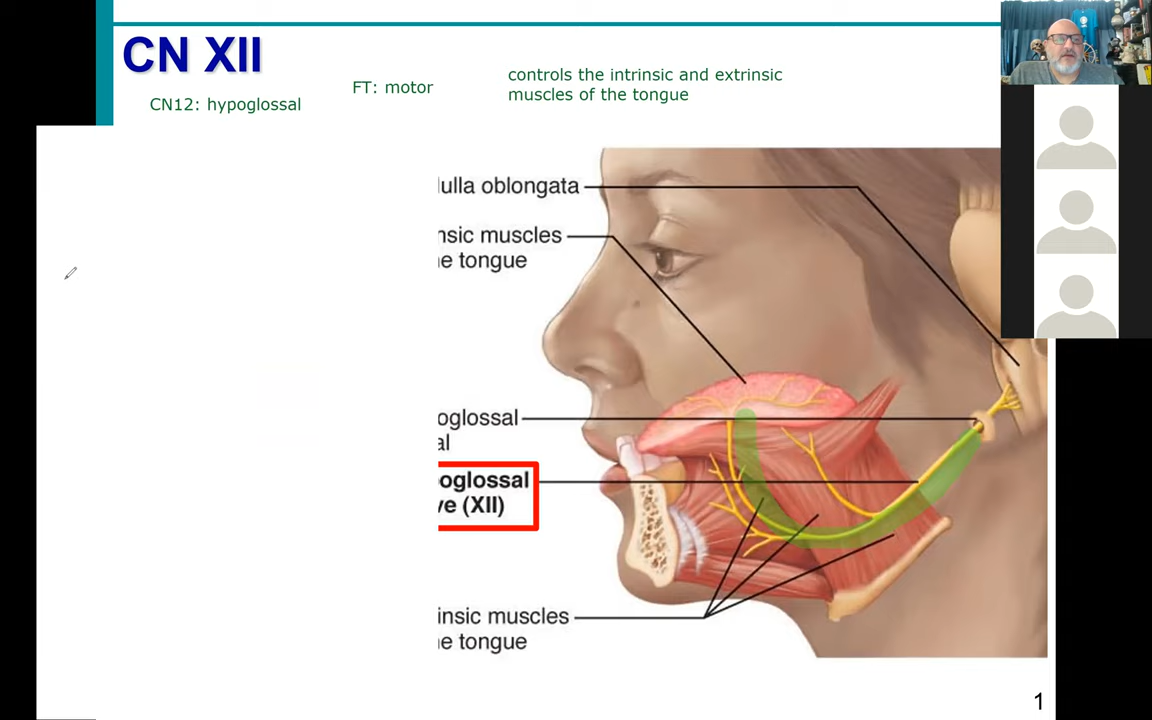 CN XII
CN12: hypoglossal
FT: motor
controls the intrinsic and extrinsic
muscles of the tongue
ulla oblongata
nsic muscles
e tongue
oglossal
al
oglossal
ve (XII)
insic muscles
e tongue
1